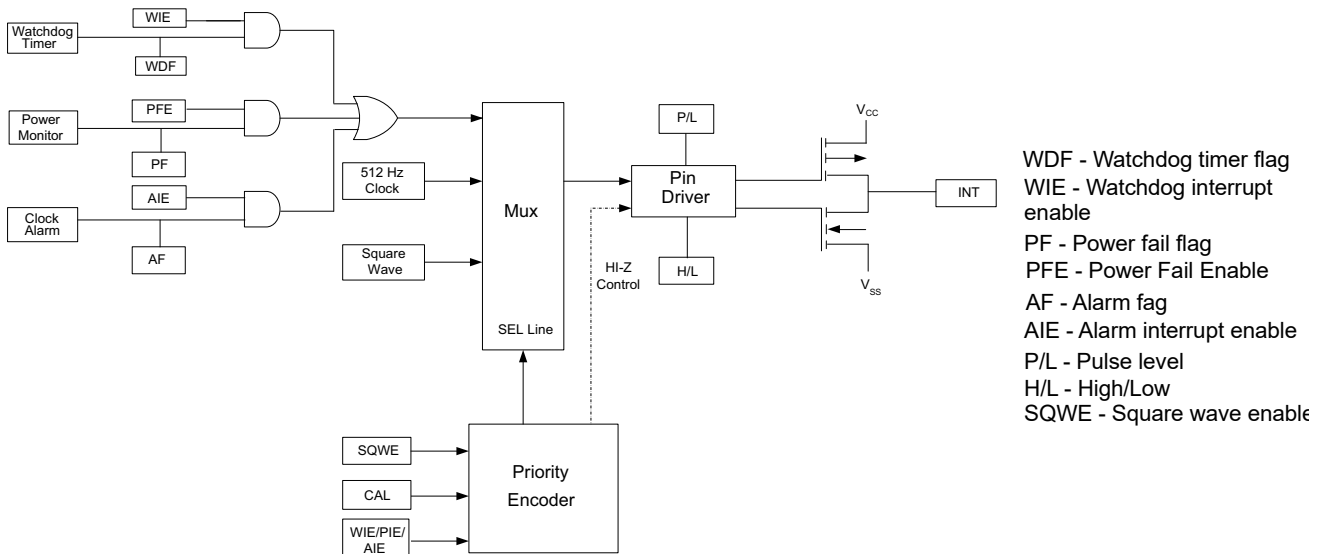 WIE
Watchdog
Timer
WDF
PFE
Power
Monitor
PF
AIE
Clock
Alarm
AF
512 Hz
Clock
Square
Wave
Mux
SEL Line
HI-Z
Control
P/L
Pin
Driver
H/L
VCC
VSS
INT
SQWE
CAL
WIE/PIE/
AIE
Priority
Encoder
WDF - Watchdog timer flag
WIE - Watchdog interrupt
enable
PF - Power fail flag
PFE - Power Fail Enable
AF - Alarm fag
AIE - Alarm interrupt enable
P/L - Pulse level
H/L - High/Low
SQWE - Square wave enable